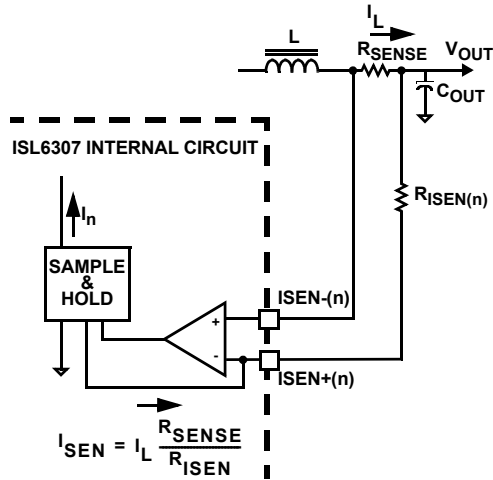 I_L
L
R_SENSE
V_OUT
C_OUT
ISL6307 INTERNAL CIRCUIT
R_ISEN(n)
I_n
SAMPLE
&
HOLD
+
ISEN-(n)
-
ISEN+(n)
I_SEN = I_L R_SENSE / R_ISEN